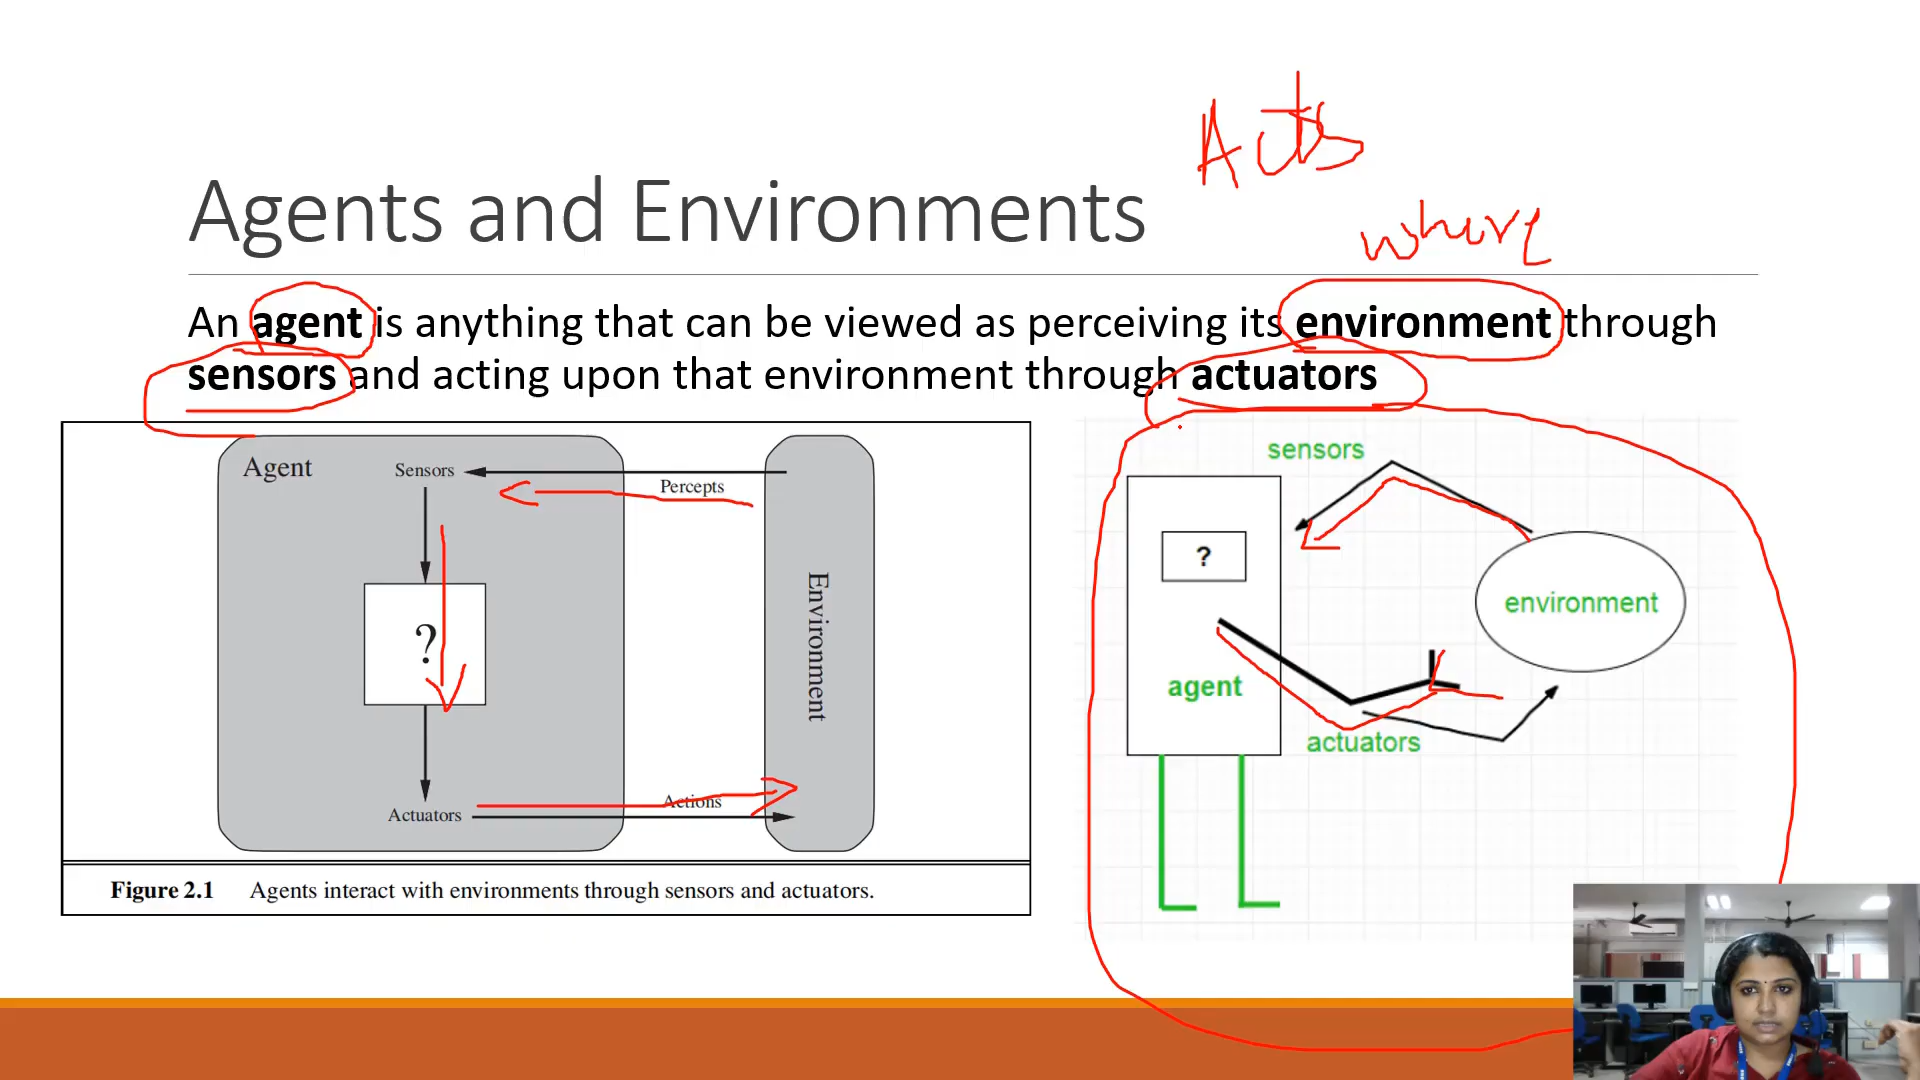 Acts
Agents and Environments
where
An agent is anything that can be viewed as perceiving its environment through
sensors and acting upon that environment through actuators
Agent
Sensors
Percepts
?
Environment
Actions
Actuators
Figure 2.1 Agents interact with environments through sensors and actuators.
sensors
?
environment
agent
actuators